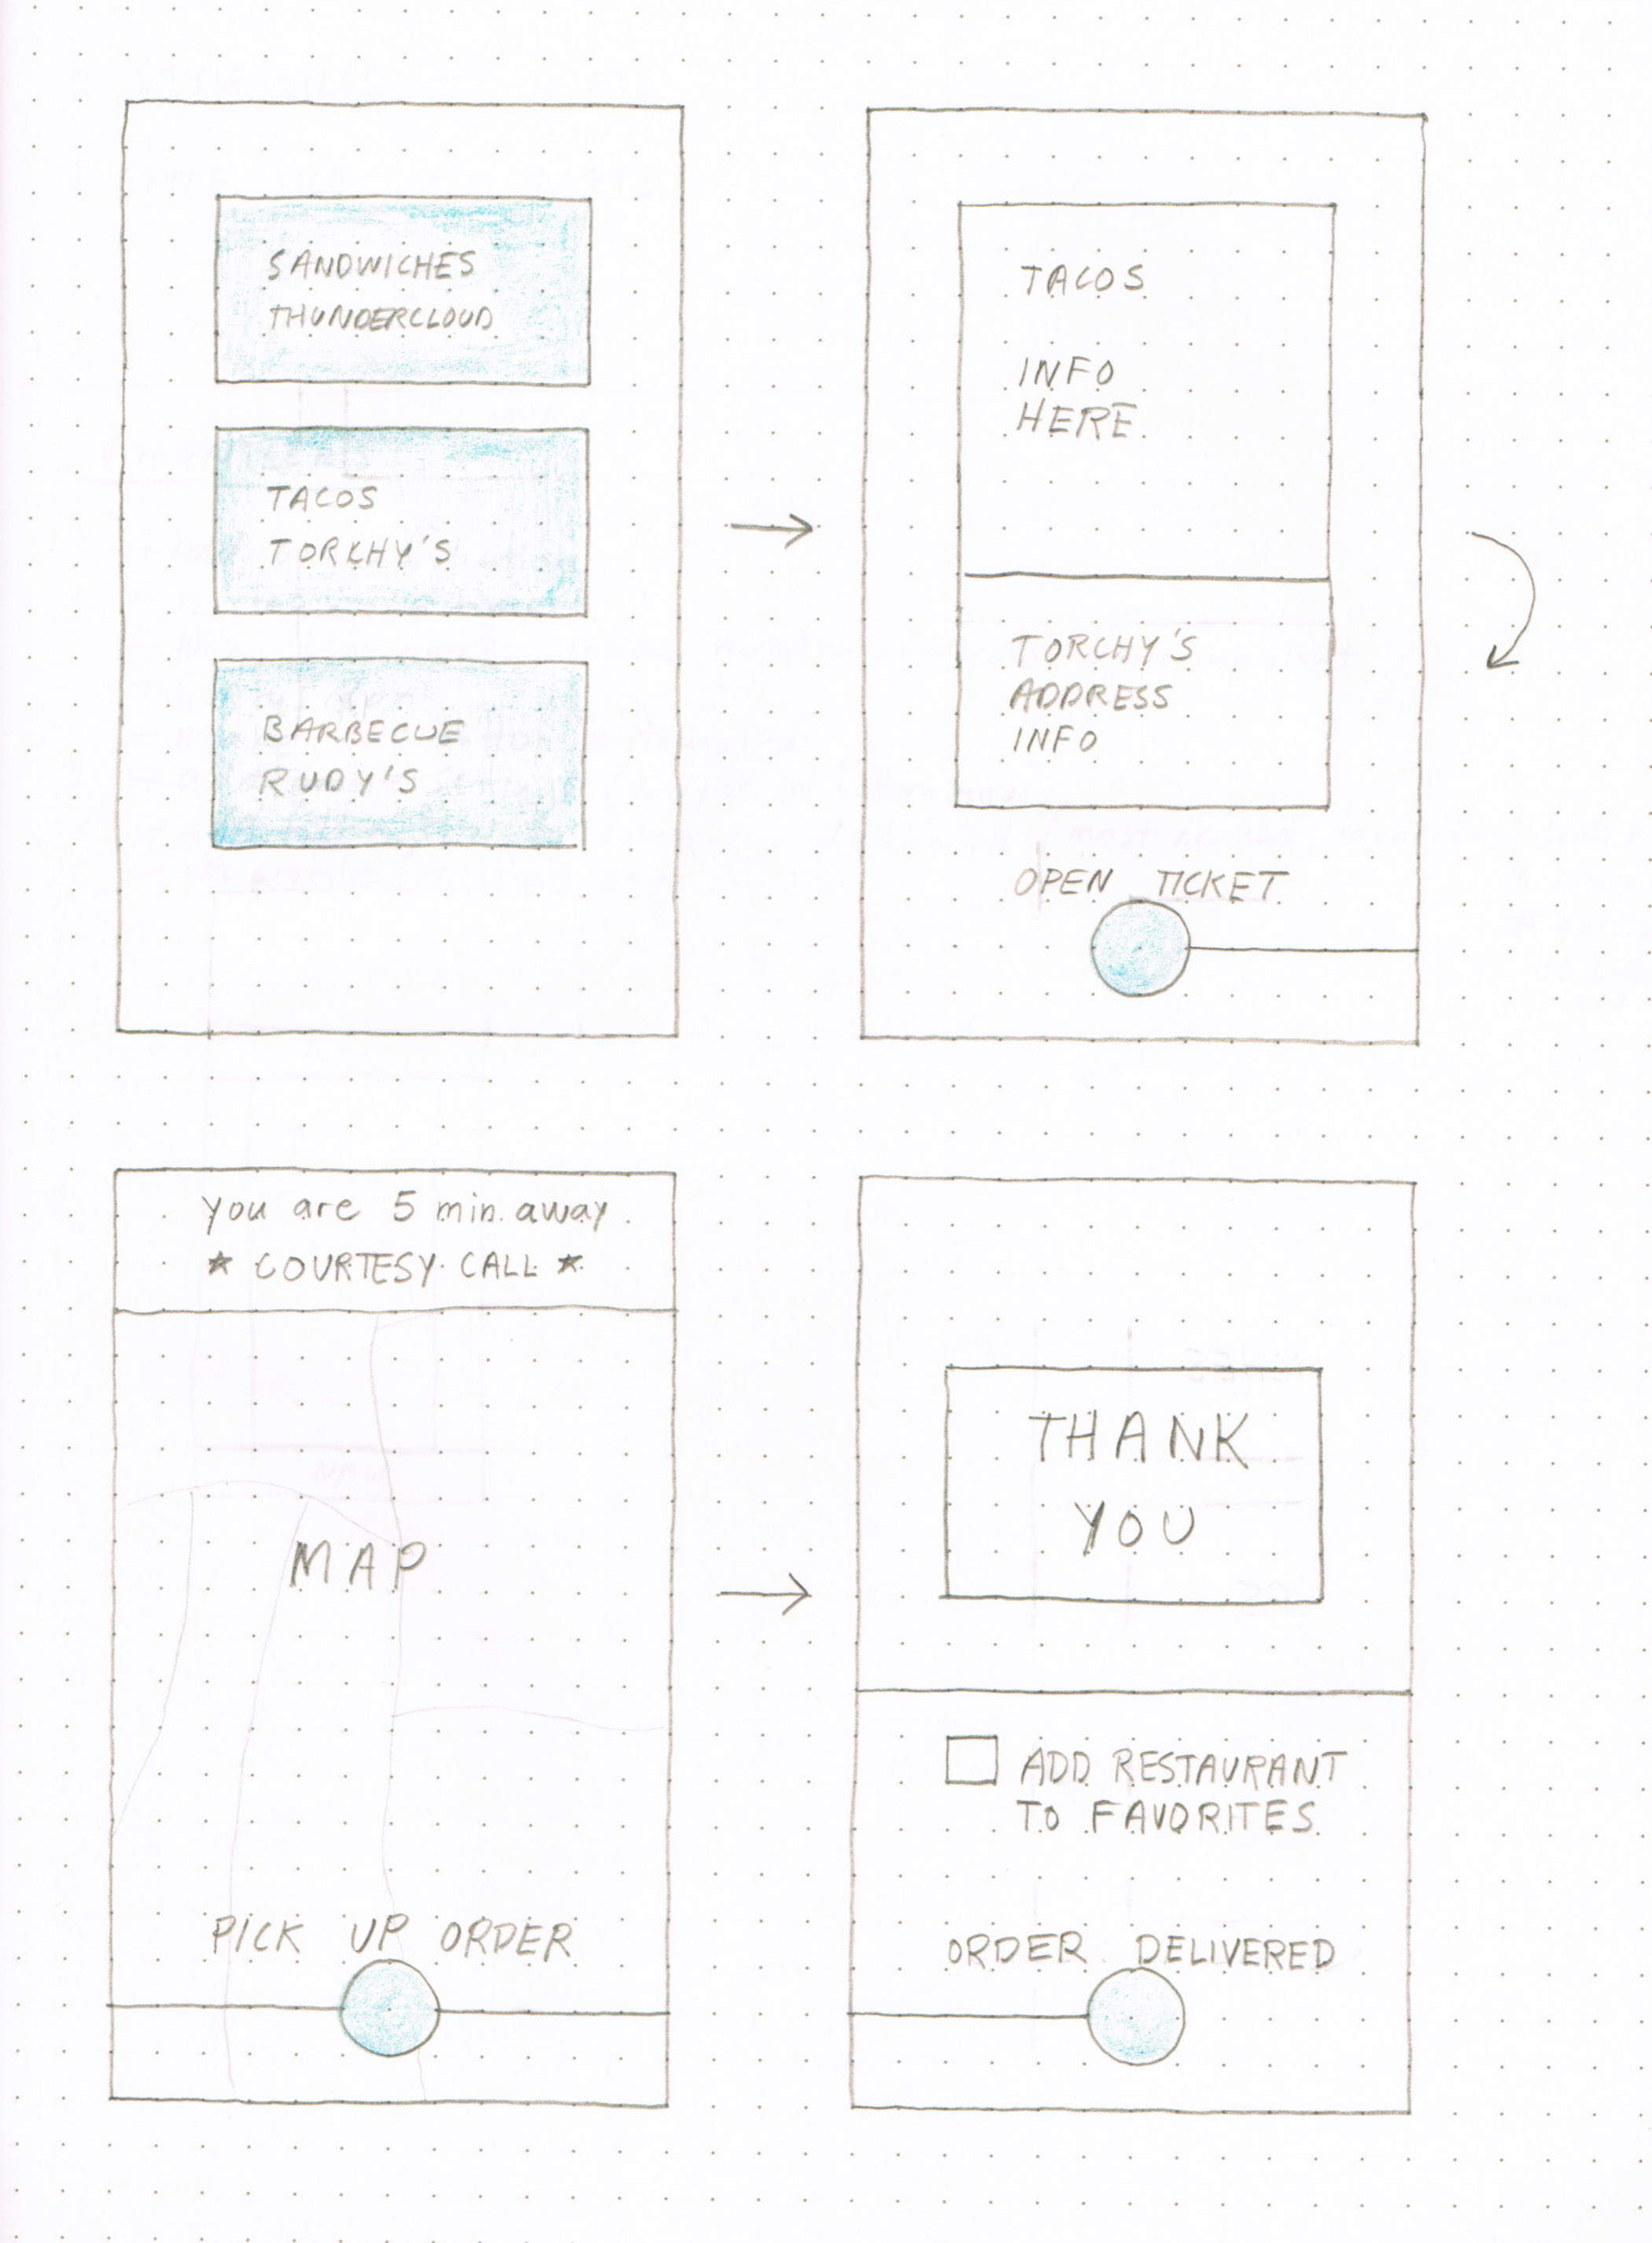 SANDWICHES
THUNDERCLOUD
TACOS
TORCHY'S
BARBECUE
RUDY'S
TACOS
INFO
HERE
TORCHY'S
ADDRESS
INFO
OPEN TICKET
you are 5 min. away
★ COURTESY CALL ★
MAP
PICK UP ORDER
THANK
YOU
ADD RESTAURANT
TO FAVORITES
ORDER DELIVERED